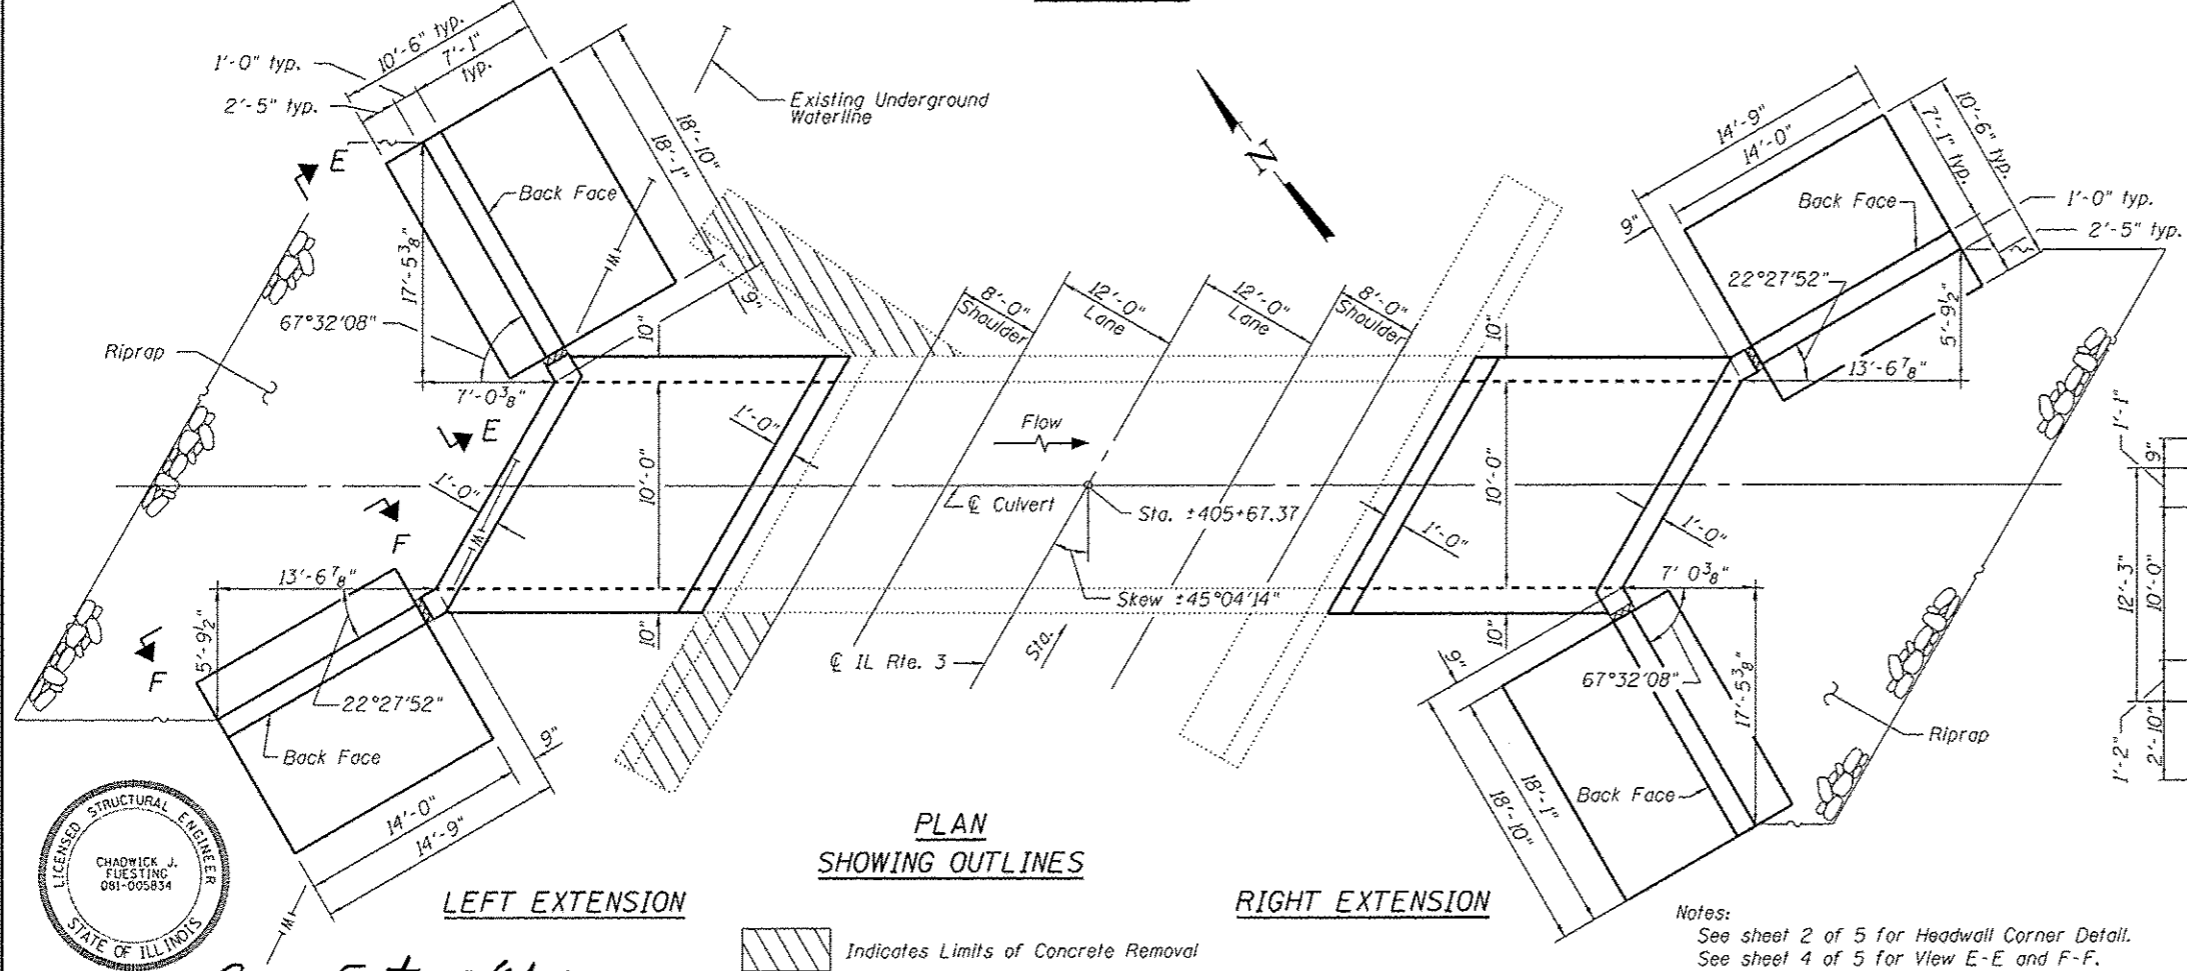 10'-6" typ.
7'-1"
typ.
1'-0" typ.
2'-5" typ.
E
Back Face
18'-10"
18'-1"
9"
17'-5 3/8"
67°32'08"
7'-0 3/8"
Riprap
E
W
Existing Underground
Waterline
N
8'-0"
Shoulder
12'-0"
Lane
12'-0"
Lane
8'-0"
Shoulder
14'-9"
14'-0"
10'-6" typ.
7'-1" typ.
1'-0" typ.
2'-5" typ.
Back Face
9"
22°27'52"
5'-9 1/2"
13'-6 7/8"
10"
1'-0"
10'-0"
1'-0"
W
10"
Flow
℄ Culvert
Sta. ±405+67.37
Skew ±45°04'14"
Sta.
℄ IL Rte. 3
10"
10'-0"
1'-0"
1'-0"
10"
F
13'-6 7/8"
5'-9 1/2"
F
22°27'52"
Back Face
9"
14'-0"
14'-9"
W
7' 0 3/8"
9"
67°32'08"
17'-5 3/8"
Riprap
Back Face
18'-1"
18'-10"
1'-1"
9"
12'-3"
10'-0"
1'-2"
2'-10"
LICENSED STRUCTURAL ENGINEER
CHADWICK J.
FUESTING
081-005834
STATE OF ILLINOIS
PLAN
SHOWING OUTLINES
LEFT EXTENSION
RIGHT EXTENSION
Indicates Limits of Concrete Removal
Notes:
See sheet 2 of 5 for Headwall Corner Detail.
See sheet 4 of 5 for View E-E and F-F.